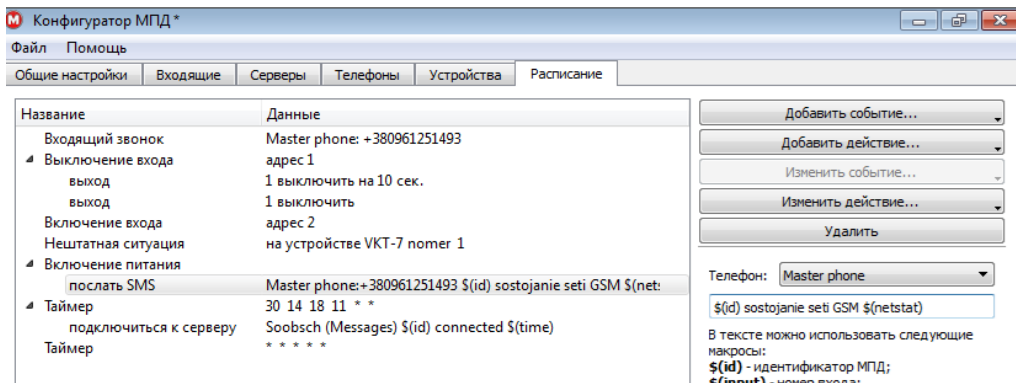 Конфигуратор МПД *
Файл Помощь
Общие настройки Входящие Серверы Телефоны Устройства Расписание
Название Данные
Входящий звонок Master phone: +380961251493
Выключение входа адрес 1
выход 1 выключить на 10 сек.
выход 1 выключить
Включение входа адрес 2
Нештатная ситуация на устройстве VKT-7 nomer 1
Включение питания
послать SMS Master phone:+380961251493 $(id) sostojanie seti GSM $(net
Таймер 30 14 18 11 * *
подключиться к серверу Soobsch (Messages) $(id) connected $(time)
Таймер * * * * *
Добавить событие...
Добавить действие...
Изменить событие...
Изменить действие...
Удалить
Телефон: Master phone
$(id) sostojanie seti GSM $(netstat)
В тексте можно использовать следующие
макросы:
$(id) - идентификатор МПД;
$(input) - номер входа;